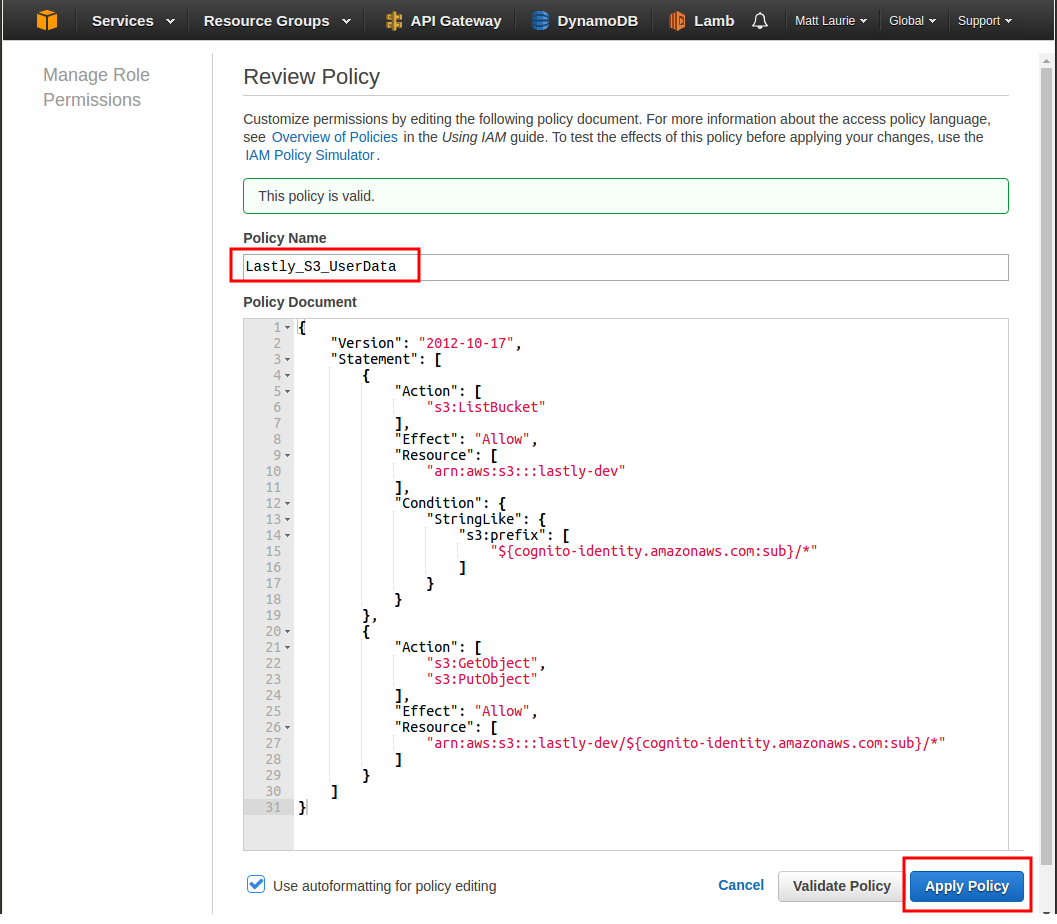 Services Resource Groups API Gateway DynamoDB Lamb Matt Laurie Global Support
Manage Role
Permissions
Review Policy
Customize permissions by editing the following policy document. For more information about the access policy language,
see Overview of Policies in the Using IAM guide. To test the effects of this policy before applying your changes, use the
IAM Policy Simulator.
This policy is valid.
Policy Name
Lastly_S3_UserData
Policy Document
1 {
2     "Version": "2012-10-17",
3     "Statement": [
4         {
5             "Action": [
6                 "s3:ListBucket"
7             ],
8             "Effect": "Allow",
9             "Resource": [
10                 "arn:aws:s3:::lastly-dev"
11             ],
12             "Condition": {
13                 "StringLike": {
14                     "s3:prefix": [
15                         "${cognito-identity.amazonaws.com:sub}/*"
16                     ]
17                 }
18             }
19         },
20         {
21             "Action": [
22                 "s3:GetObject",
23                 "s3:PutObject"
24             ],
25             "Effect": "Allow",
26             "Resource": [
27                 "arn:aws:s3:::lastly-dev/${cognito-identity.amazonaws.com:sub}/*"
28             ]
29         }
30     ]
31 }
Use autoformatting for policy editing Cancel Validate Policy Apply Policy